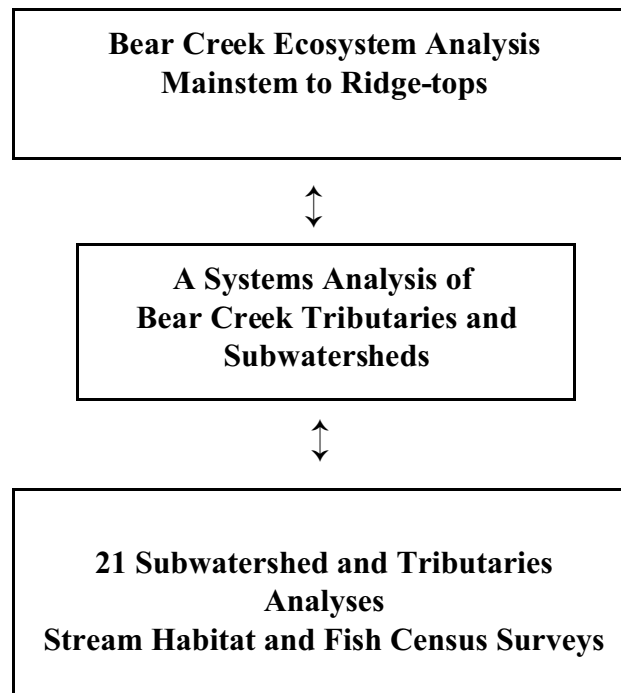 Bear Creek Ecosystem Analysis
Mainstem to Ridge-tops
↕
A Systems Analysis of
Bear Creek Tributaries and
Subwatersheds
↕
21 Subwatershed and Tributaries
Analyses
Stream Habitat and Fish Census Surveys